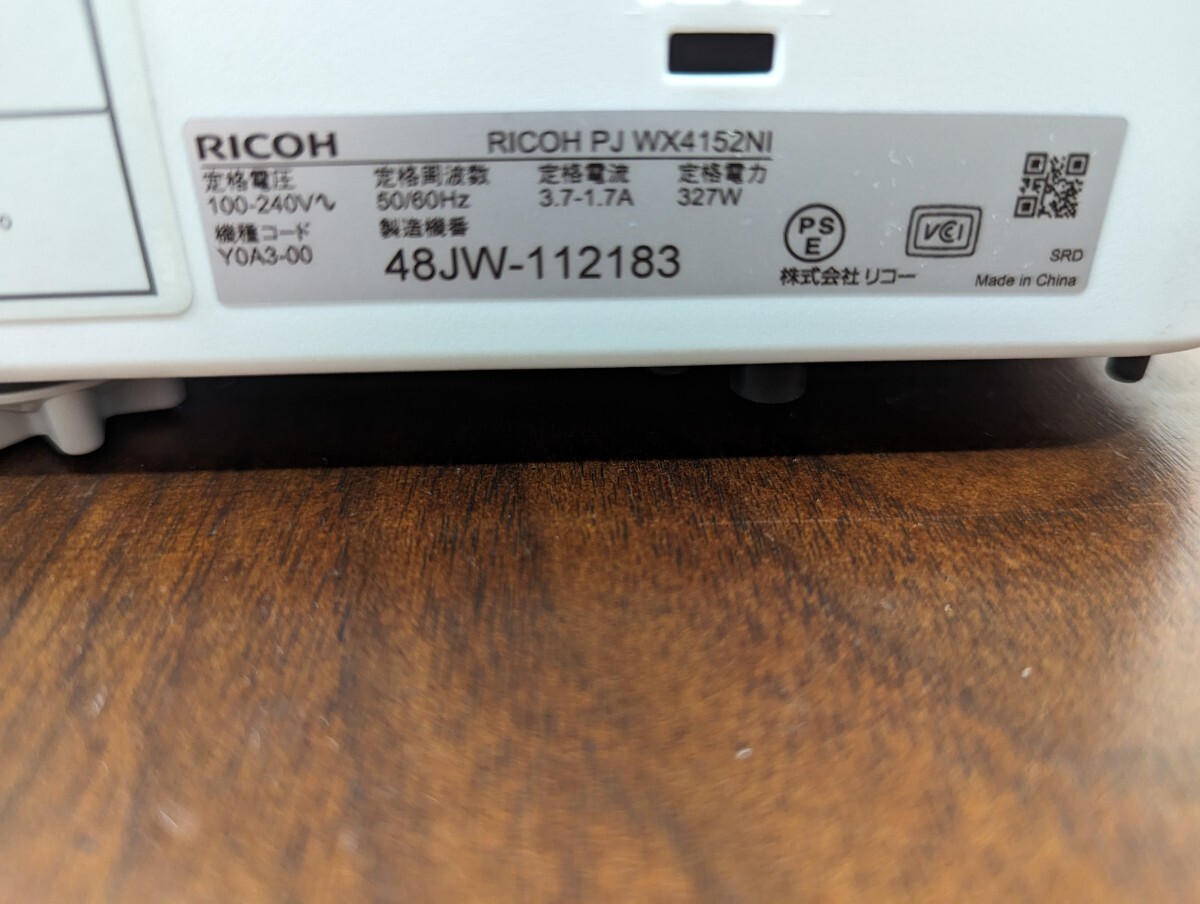 RICOH
RICOH PJ WX4152NI
定格電圧 定格周波数 定格電流 定格電力
100-240V∿ 50/60Hz 3.7-1.7A 327W
機種コード 製造機番
Y0A3-00 48JW-112183
PS
E
VCI
株式会社 リコー
SRD
Made in China
0